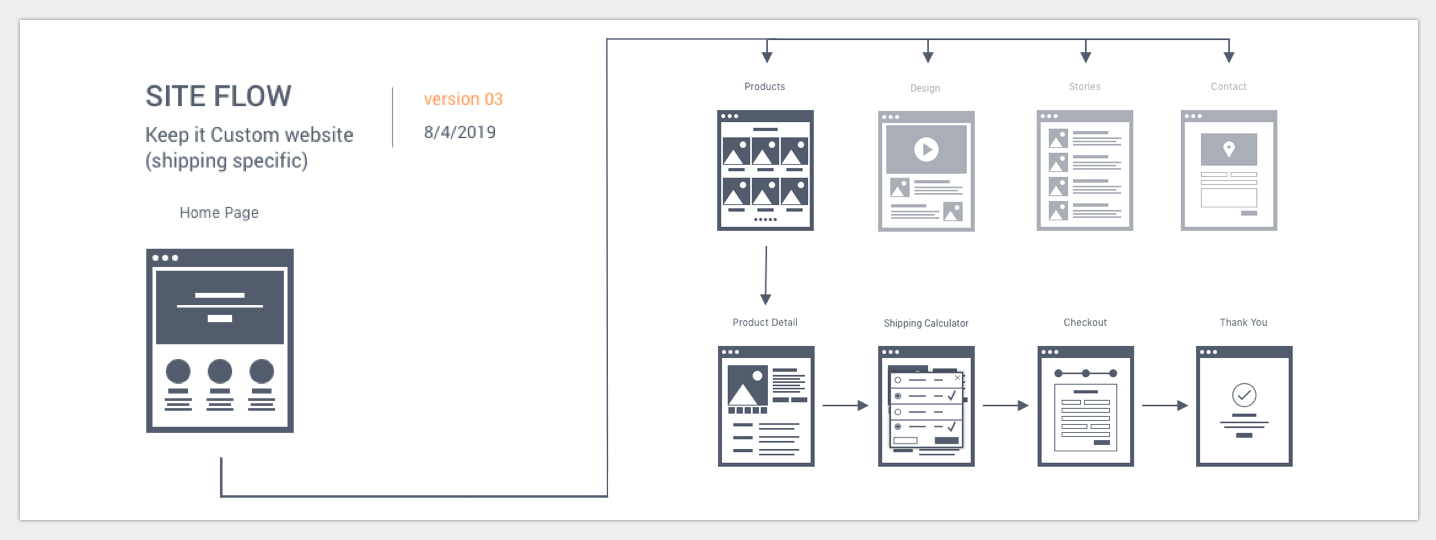 SITE FLOW
Keep it Custom website
(shipping specific)
version 03
8/4/2019
Home Page
Products
Design
Stories
Contact
Product Detail
Shipping Calculator
Checkout
Thank You